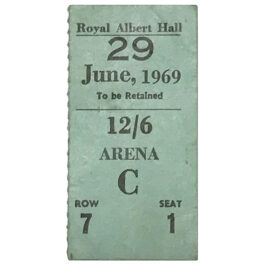 Royal Albert Hall
29
June, 1969
To be Retained
12/6
ARENA
C
ROW SEAT
7 1